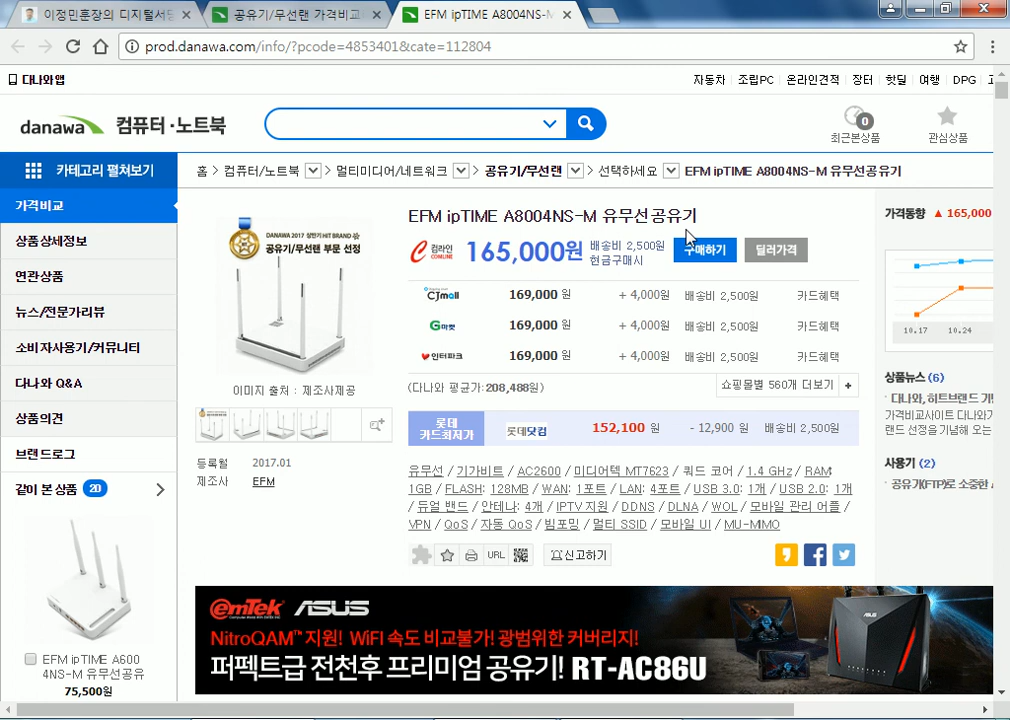 이정민훈장의 디지털서당
공유기/무선랜 가격비교
EFM ipTIME A8004NS-M
prod.danawa.com/info/?pcode=4853401&cate=112804
다나와앱
자동차 조립PC 온라인견적 장터 핫딜 여행 DPG
danawa 컴퓨터·노트북
0
최근본상품 관심상품
카테고리 펼쳐보기
홈 > 컴퓨터/노트북 > 멀티미디어/네트워크 > 공유기/무선랜 > 선택하세요 EFM ipTIME A8004NS-M 유무선공유기
가격비교
상품상세정보
연관상품
뉴스/전문가리뷰
소비자사용기/커뮤니티
다나와 Q&A
상품의견
브랜드로그
같이 본 상품 20
EFM ipTIME A600
4NS-M 유무선공유
75,500원
DANAWA 2017 상반기 HIT BRAND
공유기/무선랜 부문 선정
이미지 출처 : 제조사제공
등록월 2017.01
제조사 EFM
EFM ipTIME A8004NS-M 유무선공유기
컴라인 COMLINE 165,000원 배송비 2,500원 현금구매시 구매하기 딜러가격
CJmall 169,000 원 + 4,000원 배송비 2,500원 카드혜택
G마켓 169,000 원 + 4,000원 배송비 2,500원 카드혜택
인터파크 169,000 원 + 4,000원 배송비 2,500원 카드혜택
(다나와 평균가:208,488원) 쇼핑몰별 560개 더보기 +
롯데 카드최저가 롯데닷컴 152,100 원 - 12,900 원 배송비 2,500원
유무선 / 기가비트 / AC2600 / 미디어텍 MT7623 / 쿼드 코어 / 1.4 GHz / RAM:
1GB / FLASH: 128MB / WAN: 1포트 / LAN: 4포트 / USB 3.0: 1개 / USB 2.0: 1개
/ 듀얼 밴드 / 안테나: 4개 / IPTV 지원 / DDNS / DLNA / WOL / 모바일 관리 어플 /
VPN / QoS / 자동 QoS / 빔포밍 / 멀티 SSID / 모바일 UI / MU-MIMO
URL 신고하기
가격동향 ▲ 165,000
10.17 10.24
상품뉴스 (6)
· 다나와, 히트브랜드
가격비교사이트 다나와가
랜드 선정을 기념해 오는
사용기 (2)
· 공유기(FTP)로 소중한
emTek ASUS
NitroQAM™ 지원! WiFI 속도 비교불가! 광범위한 커버리지!
퍼펙트급 전천후 프리미엄 공유기! RT-AC86U